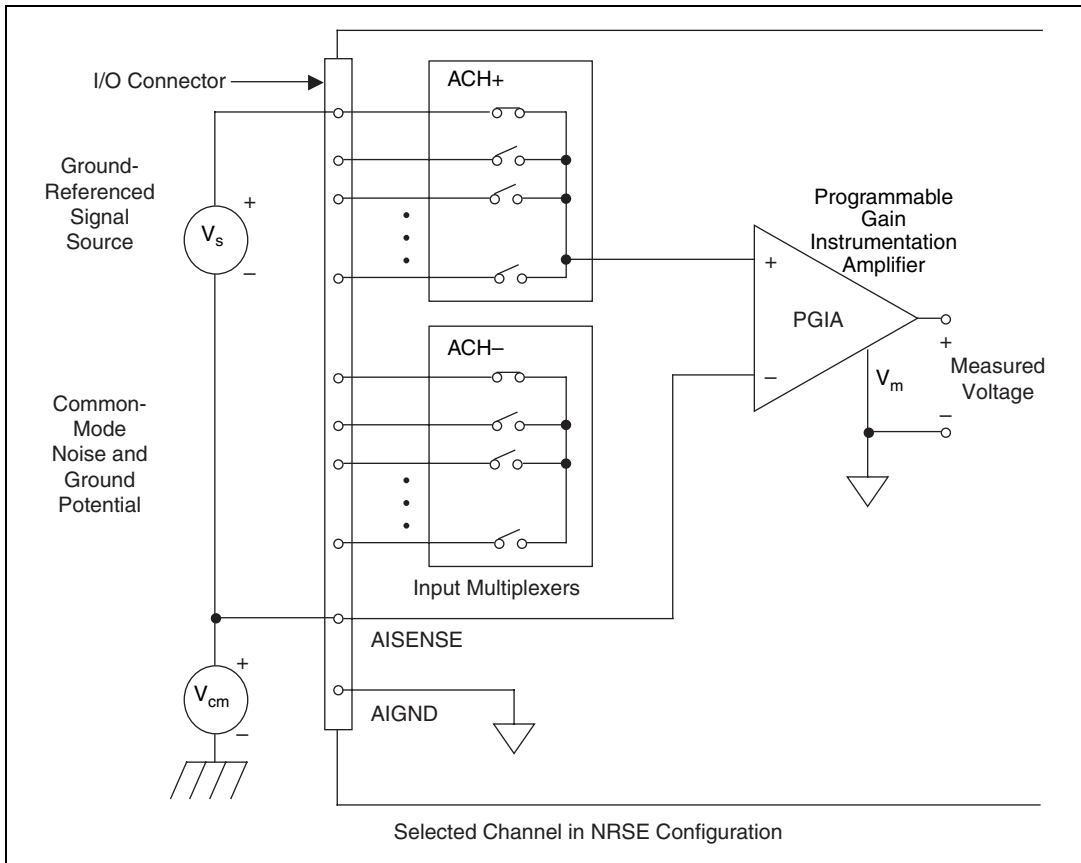 I/O Connector
ACH+
Ground-
Referenced
Signal
Source
+
Vs
–
Programmable
Gain
Instrumentation
Amplifier
+
PGIA
–
Vm
+
Measured
Voltage
–
ACH–
Common-
Mode
Noise and
Ground
Potential
Input Multiplexers
AISENSE
+
Vcm
–
AIGND
Selected Channel in NRSE Configuration